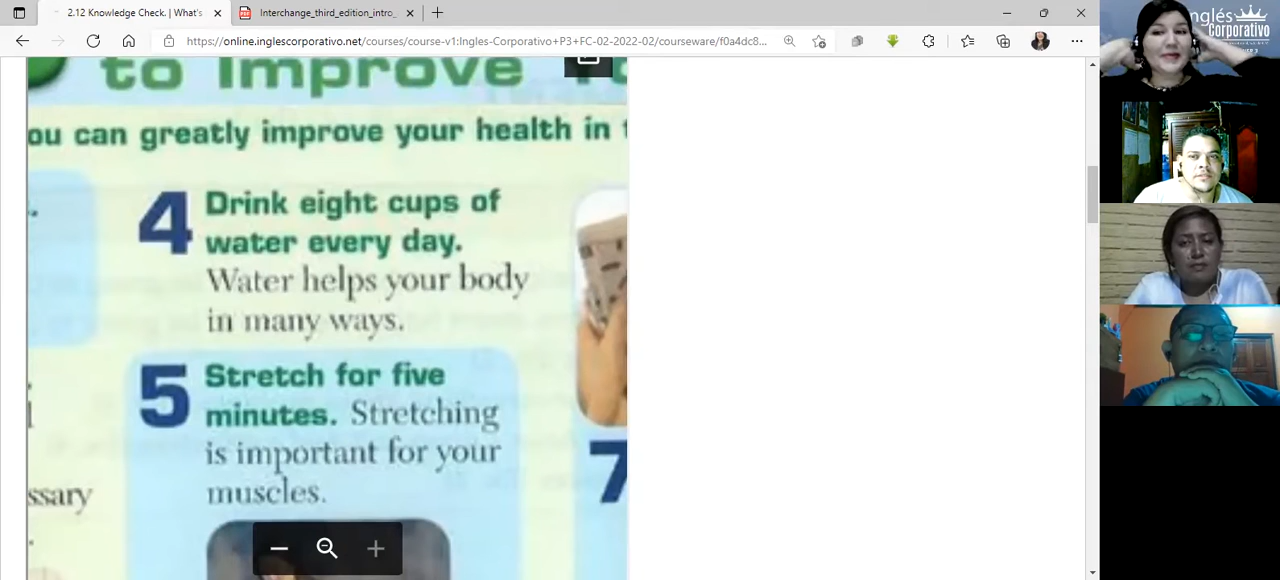 2.12 Knowledge Check. | What's
Interchange_third_edition_intro_
https://online.inglescorporativo.net/courses/course-v1:Ingles-Corporativo+P3+FC-02-2022-02/courseware/f0a4dc8...
to Improve
ou can greatly improve your health in
4 Drink eight cups of
water every day.
Water helps your body
in many ways.
5 Stretch for five
minutes. Stretching
is important for your
muscles.
ssary
7
Inglés
Corporativo